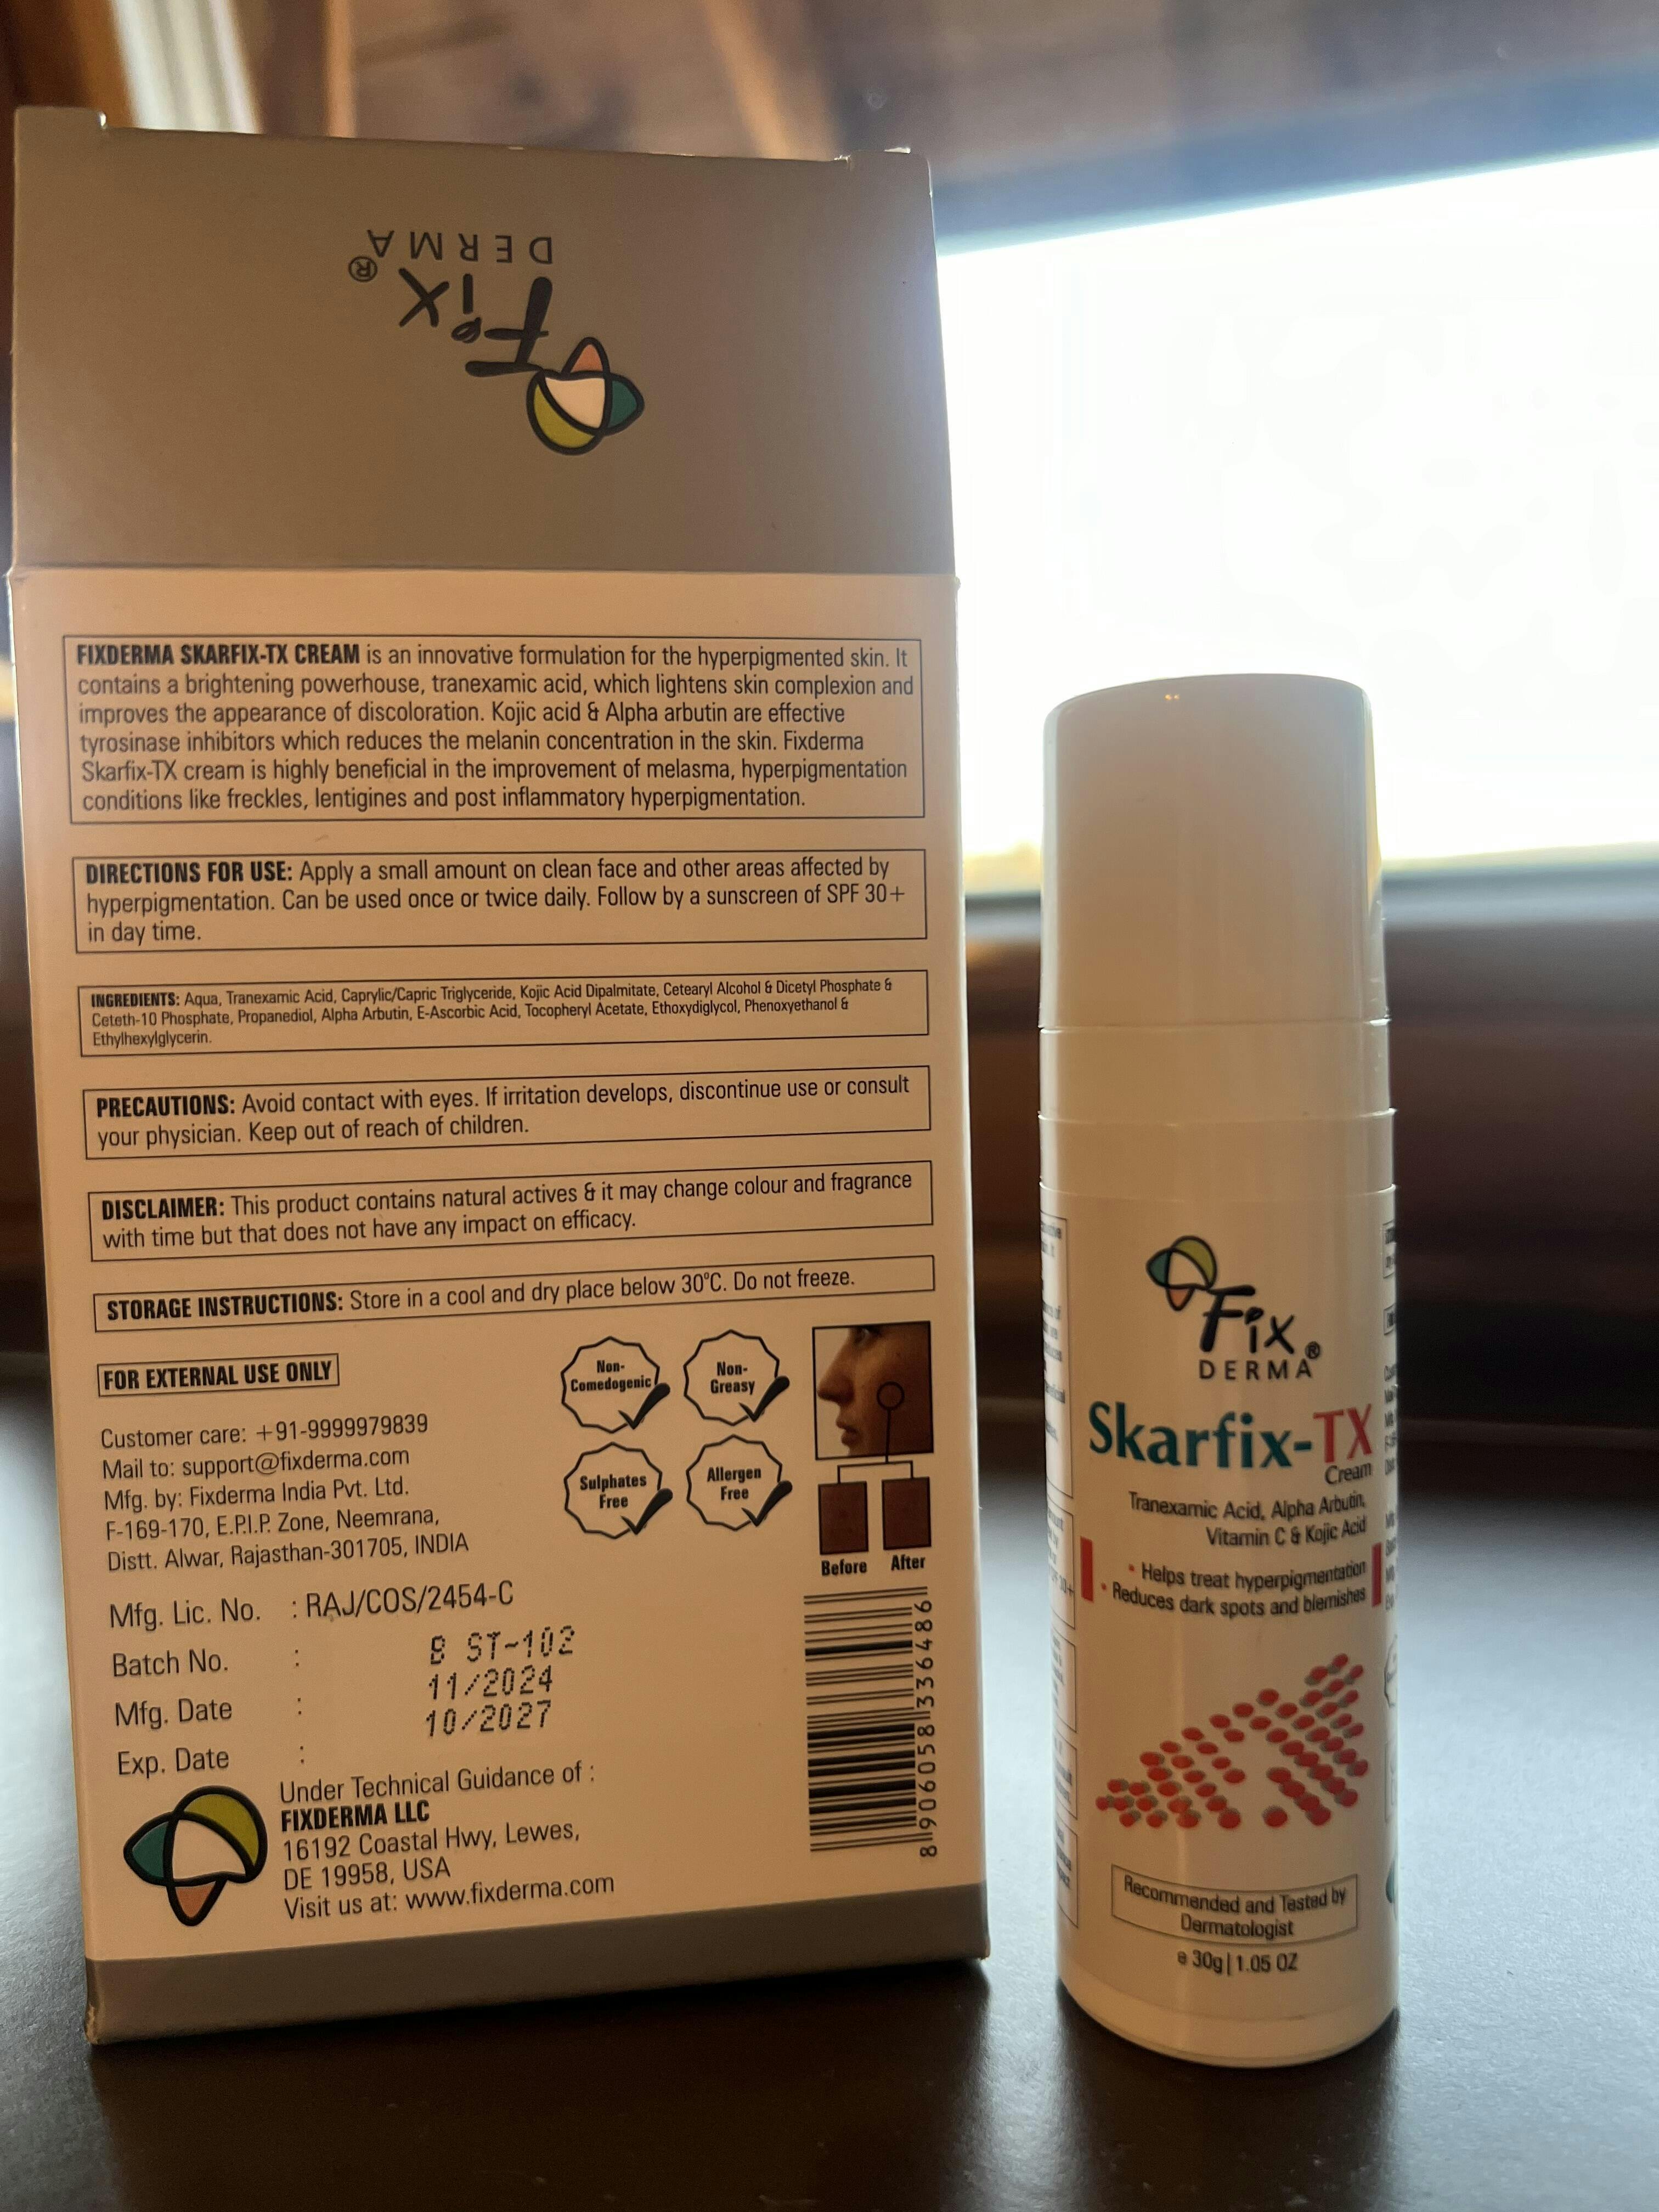 Fix®
DERMA
FIXDERMA SKARFIX-TX CREAM is an innovative formulation for the hyperpigmented skin. It
contains a brightening powerhouse, tranexamic acid, which lightens skin complexion and
improves the appearance of discoloration. Kojic acid & Alpha arbutin are effective
tyrosinase inhibitors which reduces the melanin concentration in the skin. Fixderma
Skarfix-TX cream is highly beneficial in the improvement of melasma, hyperpigmentation
conditions like freckles, lentigines and post inflammatory hyperpigmentation.
DIRECTIONS FOR USE: Apply a small amount on clean face and other areas affected by
hyperpigmentation. Can be used once or twice daily. Follow by a sunscreen of SPF 30+
in day time.
INGREDIENTS: Aqua, Tranexamic Acid, Caprylic/Capric Triglyceride, Kojic Acid Dipalmitate, Cetearyl Alcohol & Dicetyl Phosphate &
Ceteth-10 Phosphate, Propanediol, Alpha Arbutin, E-Ascorbic Acid, Tocopheryl Acetate, Ethoxydiglycol, Phenoxyethanol &
Ethylhexylglycerin.
PRECAUTIONS: Avoid contact with eyes. If irritation develops, discontinue use or consult
your physician. Keep out of reach of children.
DISCLAIMER: This product contains natural actives & it may change colour and fragrance
with time but that does not have any impact on efficacy.
STORAGE INSTRUCTIONS: Store in a cool and dry place below 30°C. Do not freeze.
FOR EXTERNAL USE ONLY
Customer care: +91-9999979839
Mail to: support@fixderma.com
Mfg. by: Fixderma India Pvt. Ltd.
F-169-170, E.P.I.P. Zone, Neemrana,
Distt. Alwar, Rajasthan-301705, INDIA
Non-
Comedogenic
Non-
Greasy
Sulphates
Free
Allergen
Free
Before After
Mfg. Lic. No. : RAJ/COS/2454-C
Batch No. : B ST-102
Mfg. Date : 11/2024
Exp. Date : 10/2027
8 906058 336486
Under Technical Guidance of :
FIXDERMA LLC
16192 Coastal Hwy, Lewes,
DE 19958, USA
Visit us at: www.fixderma.com
Fix®
DERMA
Skarfix-TX
Cream
Tranexamic Acid, Alpha Arbutin,
Vitamin C & Kojic Acid
• Helps treat hyperpigmentation
• Reduces dark spots and blemishes
Recommended and Tested by
Dermatologist
e 30g | 1.05 OZ